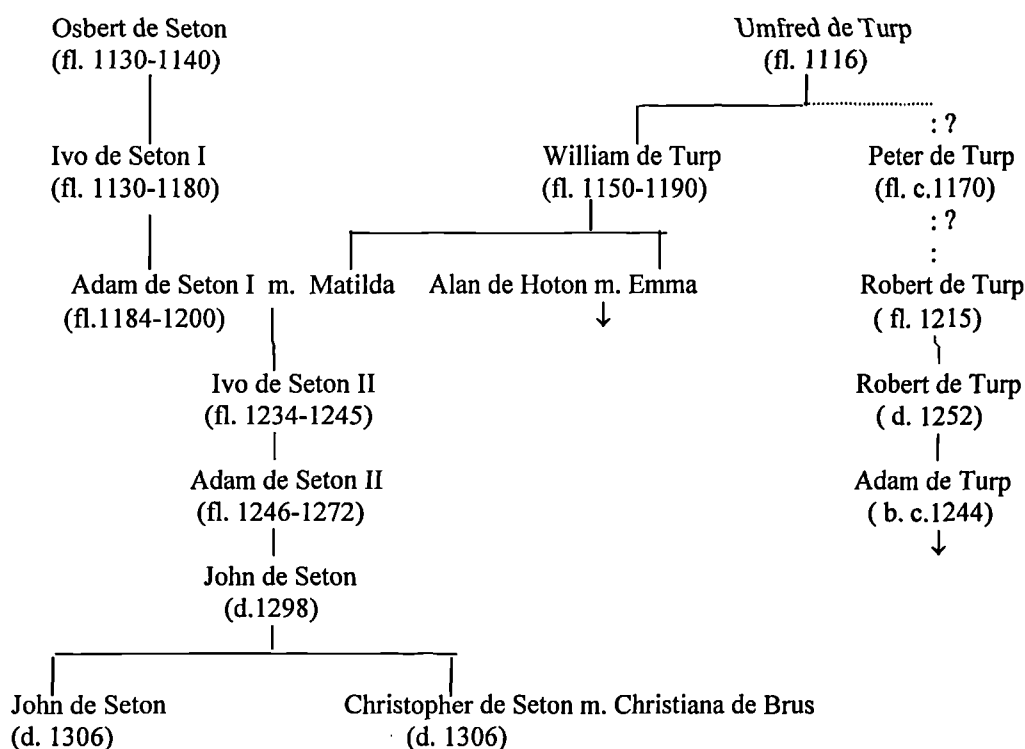 Osbert de Seton
(fl. 1130-1140)
Umfred de Turp
(fl. 1116)
: ?
Ivo de Seton I
(fl. 1130-1180)
William de Turp
(fl. 1150-1190)
Peter de Turp
(fl. c.1170)
: ?
:
Adam de Seton I m. Matilda
(fl.1184-1200)
Alan de Hoton m. Emma
Robert de Turp
( fl. 1215)
Ivo de Seton II
(fl. 1234-1245)
Robert de Turp
( d. 1252)
Adam de Seton II
(fl. 1246-1272)
Adam de Turp
( b. c.1244)
John de Seton
(d.1298)
John de Seton
(d. 1306)
Christopher de Seton m. Christiana de Brus
(d. 1306)